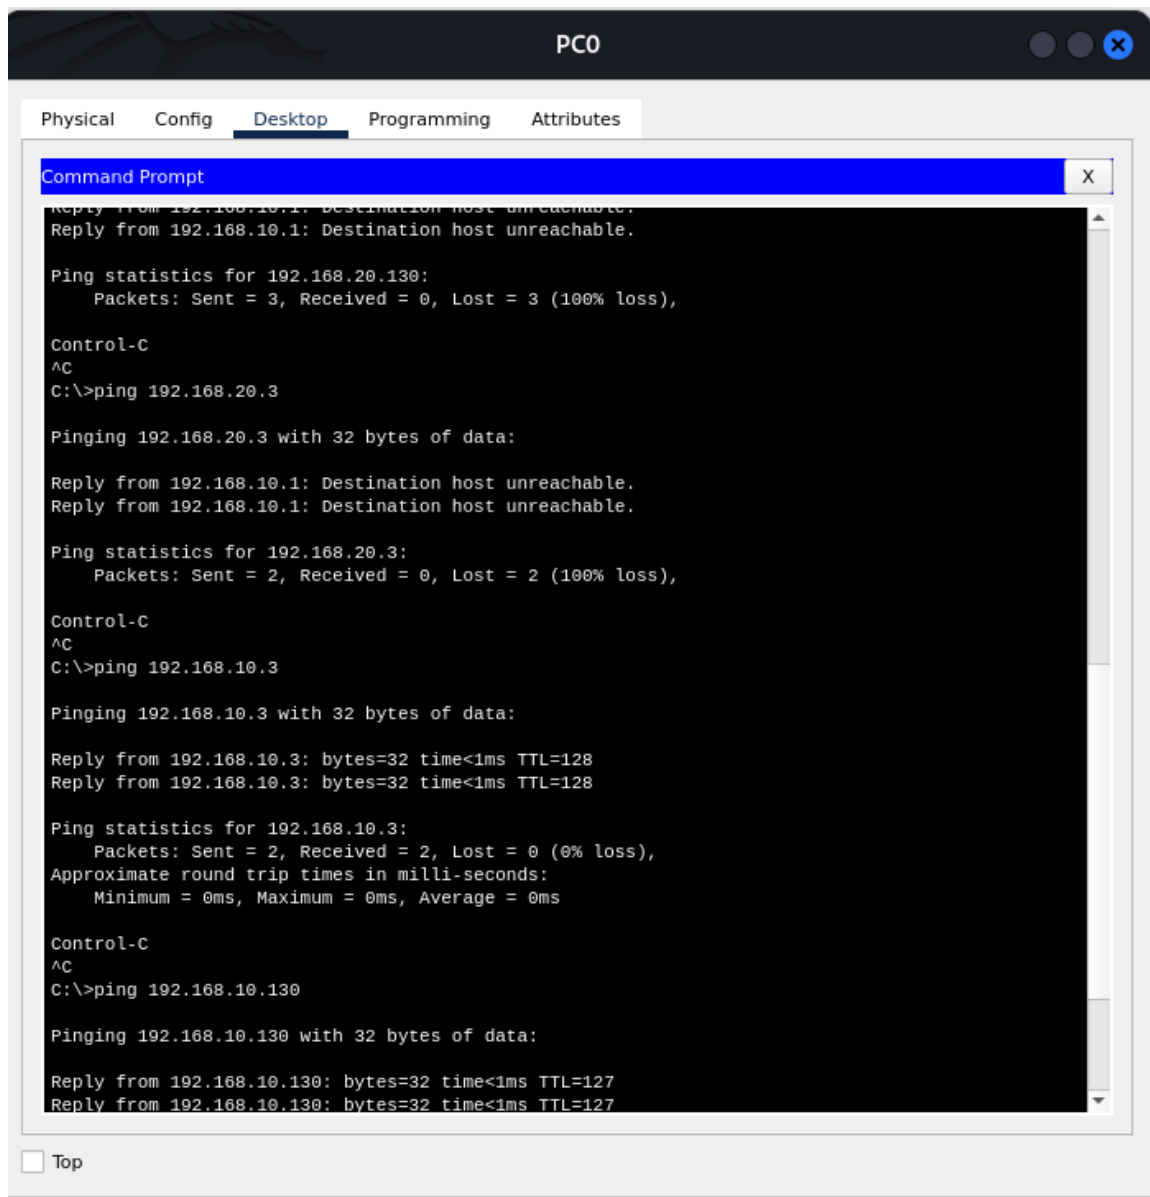 PC0
Physical Config Desktop Programming Attributes
Command Prompt X
Reply from 192.168.10.1: Destination host unreachable.
Reply from 192.168.10.1: Destination host unreachable.
Ping statistics for 192.168.20.130:
Packets: Sent = 3, Received = 0, Lost = 3 (100% loss),
Control-C
^C
C:\>ping 192.168.20.3
Pinging 192.168.20.3 with 32 bytes of data:
Reply from 192.168.10.1: Destination host unreachable.
Reply from 192.168.10.1: Destination host unreachable.
Ping statistics for 192.168.20.3:
Packets: Sent = 2, Received = 0, Lost = 2 (100% loss),
Control-C
^C
C:\>ping 192.168.10.3
Pinging 192.168.10.3 with 32 bytes of data:
Reply from 192.168.10.3: bytes=32 time<1ms TTL=128
Reply from 192.168.10.3: bytes=32 time<1ms TTL=128
Ping statistics for 192.168.10.3:
Packets: Sent = 2, Received = 2, Lost = 0 (0% loss),
Approximate round trip times in milli-seconds:
Minimum = 0ms, Maximum = 0ms, Average = 0ms
Control-C
^C
C:\>ping 192.168.10.130
Pinging 192.168.10.130 with 32 bytes of data:
Reply from 192.168.10.130: bytes=32 time<1ms TTL=127
Reply from 192.168.10.130: bytes=32 time<1ms TTL=127
Top